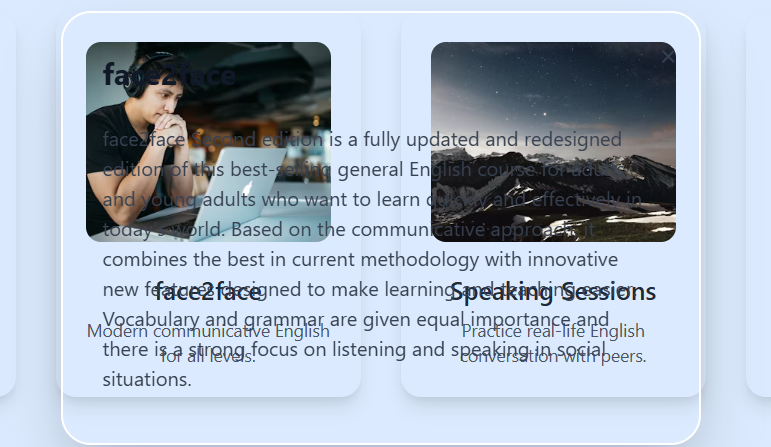 face2face
×
face2face Second edition is a fully updated and redesigned
edition of this best-selling general English course for adults
and young adults who want to learn quickly and effectively in
today's world. Based on the communicative approach, it
combines the best in current methodology with innovative
new features designed to make learning and teaching easier.
Vocabulary and grammar are given equal importance and
there is a strong focus on listening and speaking in social
situations.
face2face
Modern communicative English
for all levels.
Speaking Sessions
Practice real-life English
conversation with peers.